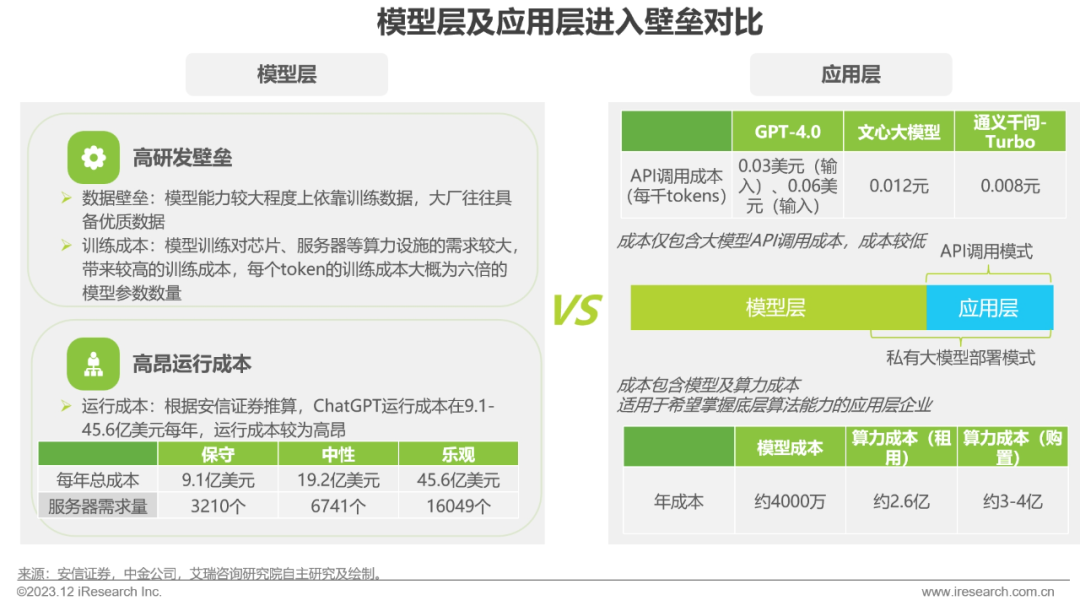 模型层及应用层进入壁垒对比
模型层
高研发壁垒
数据壁垒：模型能力较大程度上依靠训练数据，大厂往往具
备优质数据
训练成本：模型训练对芯片、服务器等算力设施的需求较大，
带来较高的训练成本，每个token的训练成本大概为六倍的
模型参数数量
高昂运行成本
运行成本：根据安信证券推算，ChatGPT运行成本在9.1-
45.6亿美元每年，运行成本较为高昂
保守 中性 乐观
每年总成本 9.1亿美元 19.2亿美元 45.6亿美元
服务器需求量 3210个 6741个 16049个
VS
应用层
GPT-4.0 文心大模型 通义千问-
Turbo
API调用成本
（每千tokens）
0.03美元（输
入）、0.06美
元（输入）
0.012元
0.008元
成本仅包含大模型API调用成本，成本较低
API调用模式
模型层 应用层
私有大模型部署模式
成本包含模型及算力成本
适用于希望掌握底层算法能力的应用层企业
模型成本
算力成本（租
用）
算力成本（购
置）
年成本 约4000万 约2.6亿 约3-4亿
来源：安信证券，中金公司，艾瑞咨询研究院自主研究及绘制。
©2023.12 iResearch Inc.
www.iresearch.com.cn